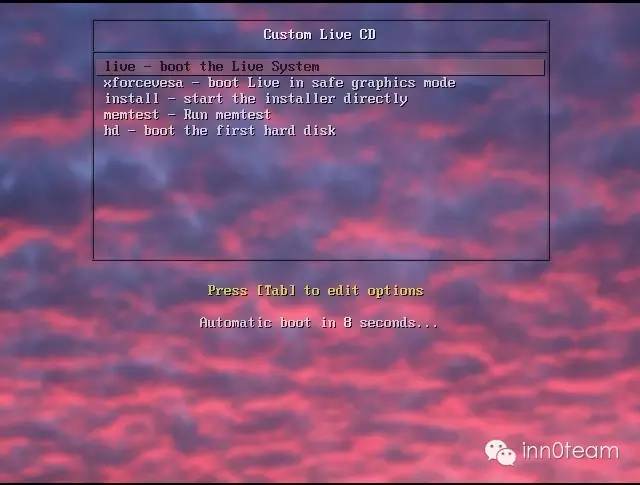 Custom Live CD
live - boot the Live System
xforcevesa - boot Live in safe graphics mode
install - start the installer directly
memtest - Run memtest
hd - boot the first hard disk
Press [Tab] to edit options
Automatic boot in 8 seconds...
inn0team